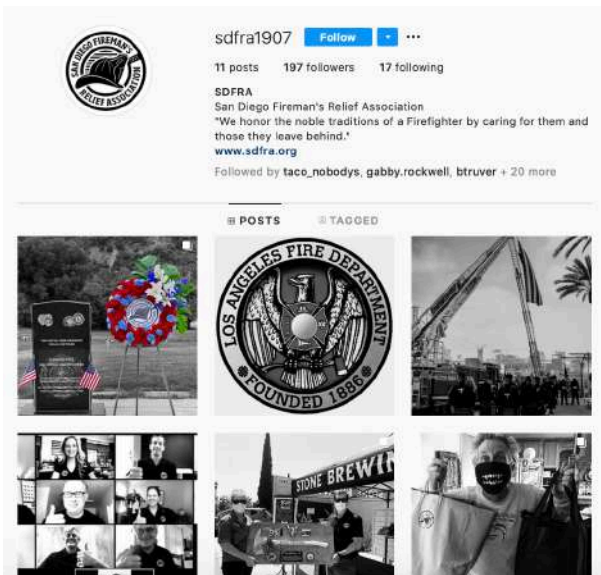 sdfra1907 Follow
11 posts 197 followers 17 following
SDFRA
San Diego Fireman's Relief Association
"We honor the noble traditions of a Firefighter by caring for them and
those they leave behind."
www.sdfra.org
Followed by taco_nobodys, gabby.rockwell, btruver + 20 more
SAN DIEGO FIREMAN'S
RELIEF ASSOCIATION
POSTS TAGGED
LOS ANGELES FIRE DEPARTMENT
FOUNDED 1886
STONE BREWIN